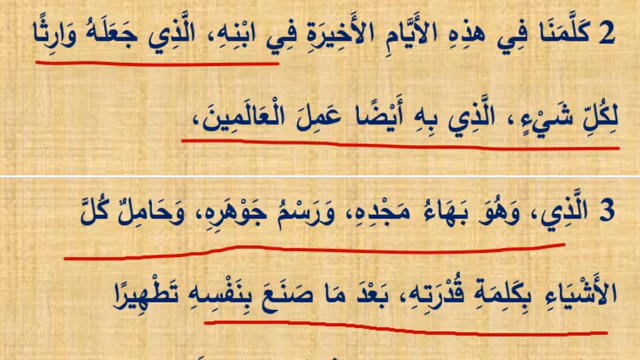 2 كَلَّمَنَا فِي هذِهِ الأَيَّامِ الأَخِيرَةِ فِي ابْنِهِ، الَّذِي جَعَلَهُ وَارِثًا
لِكُلِّ شَيْءٍ، الَّذِي بِهِ أَيْضًا عَمِلَ الْعَالَمِينَ،
3 الَّذِي، وَهُوَ بَهَاءُ مَجْدِهِ، وَرَسْمُ جَوْهَرِهِ، وَحَامِلٌ كُلَّ
الأَشْيَاءِ بِكَلِمَةِ قُدْرَتِهِ، بَعْدَ مَا صَنَعَ بِنَفْسِهِ تَطْهِيرًا